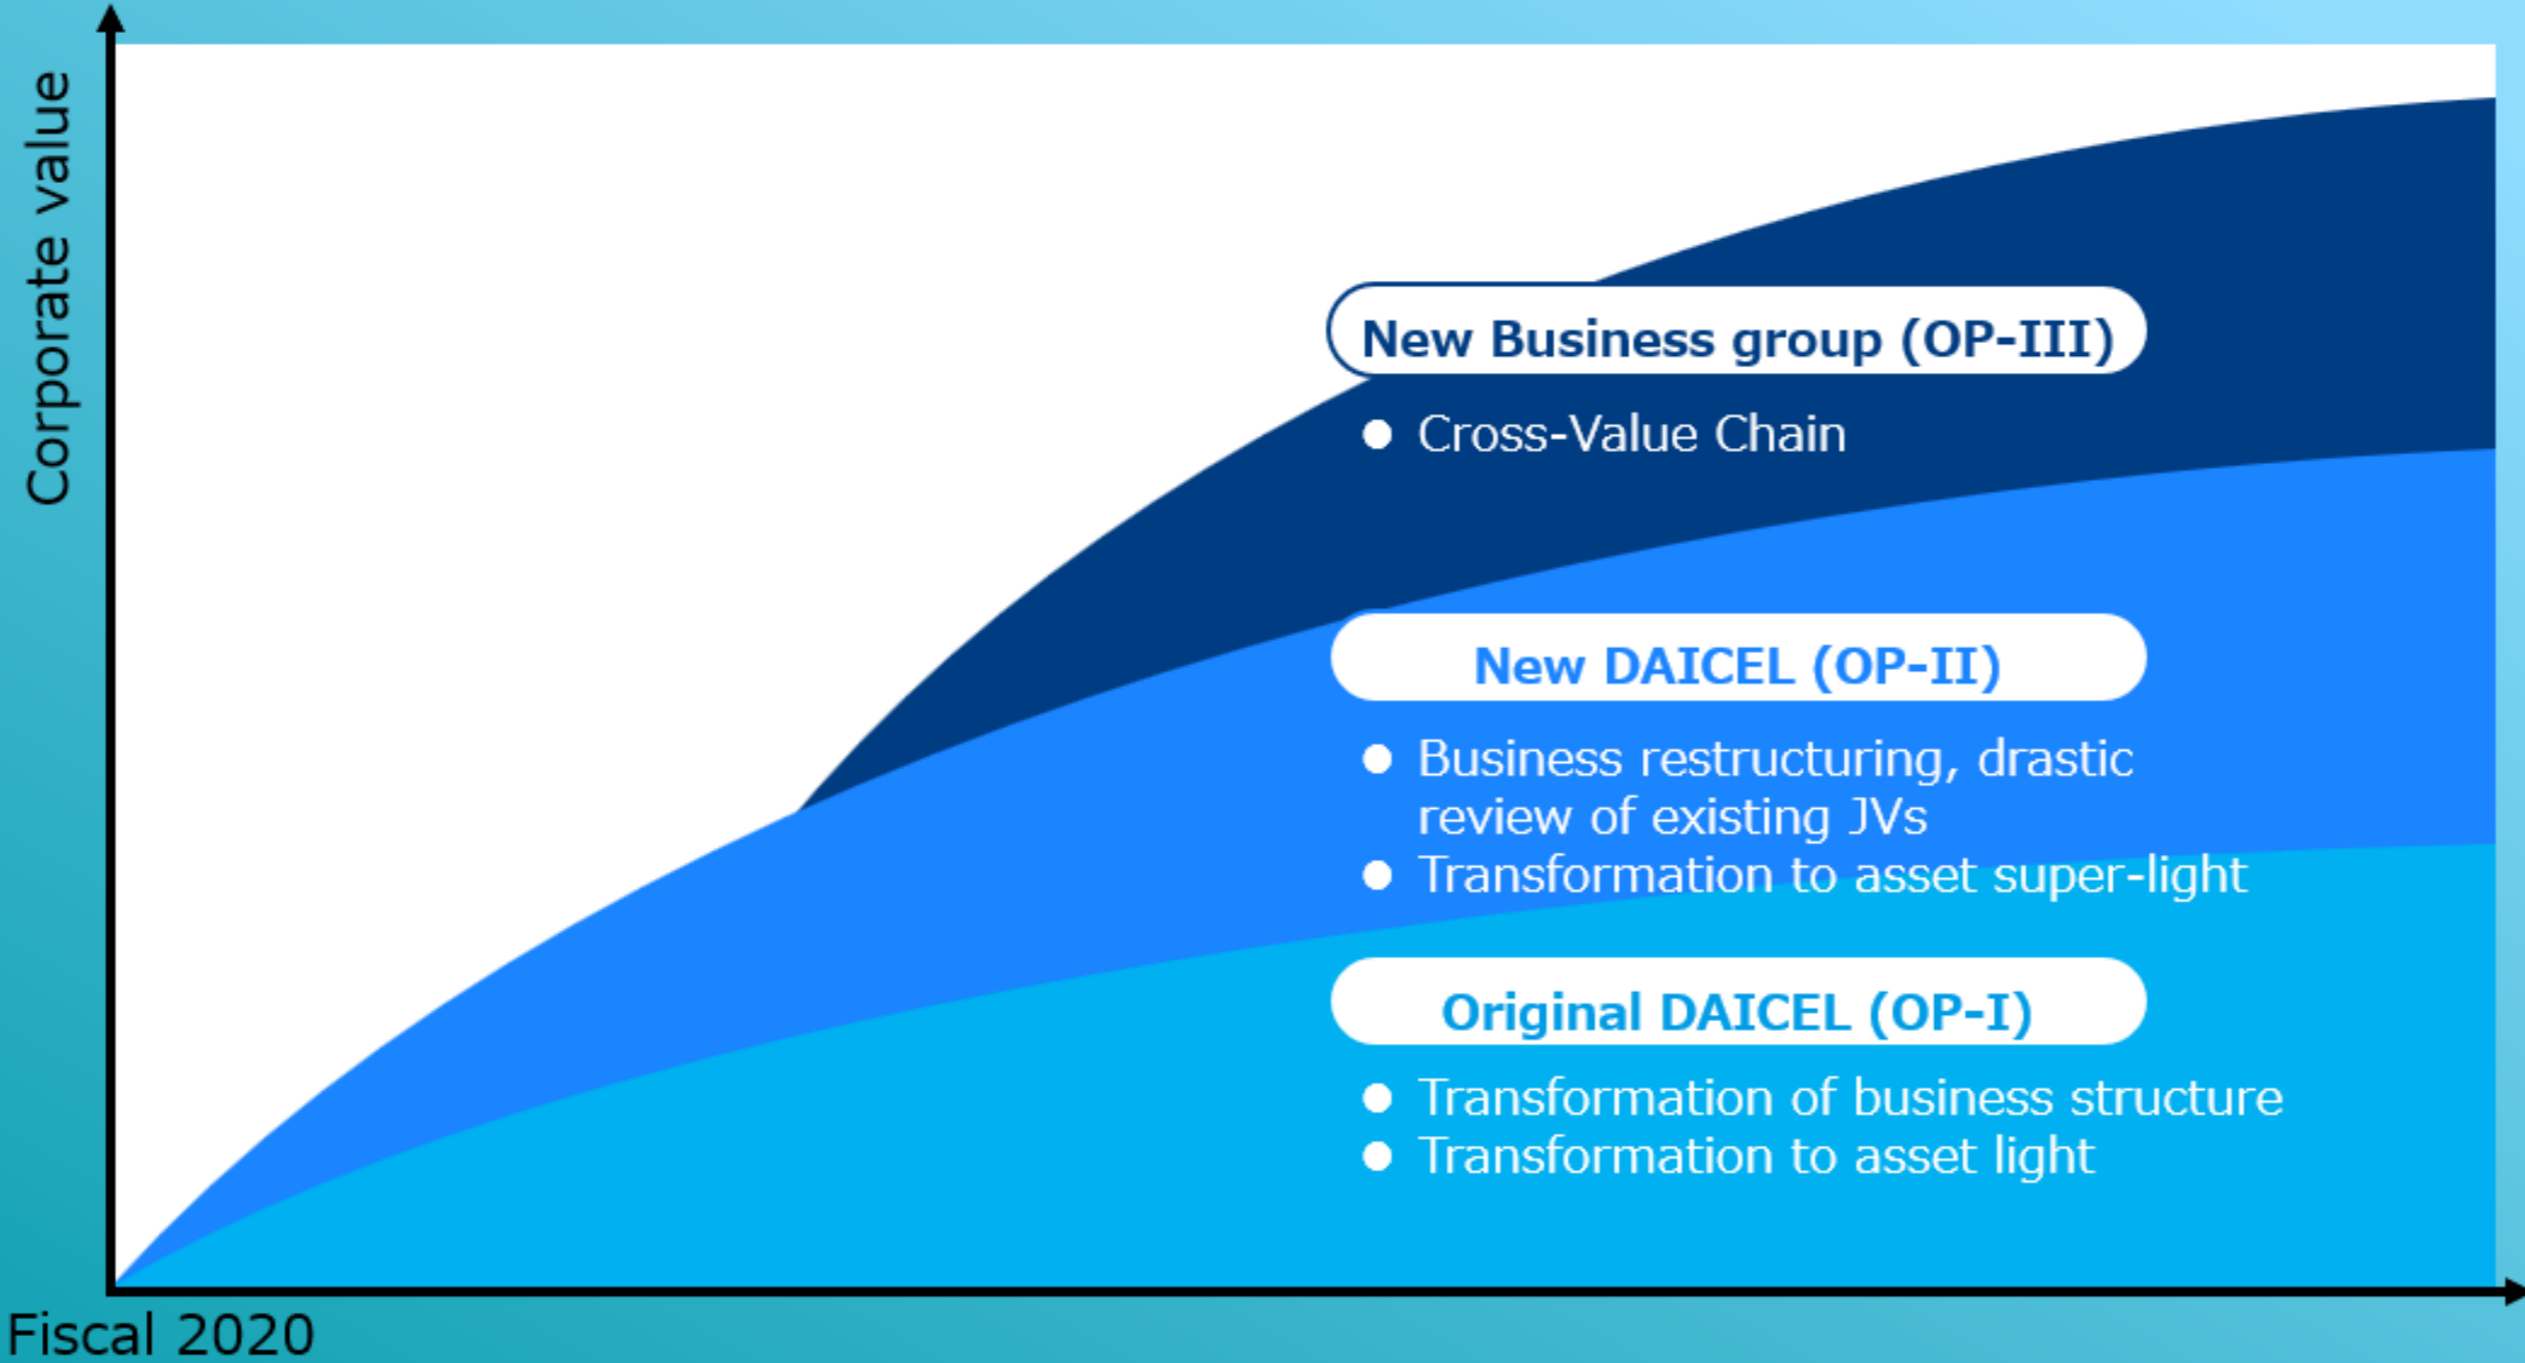 Corporate value
New Business group (OP-III)
● Cross-Value Chain
New DAICEL (OP-II)
● Business restructuring, drastic
review of existing JVs
● Transformation to asset super-light
Original DAICEL (OP-I)
● Transformation of business structure
● Transformation to asset light
Fiscal 2020